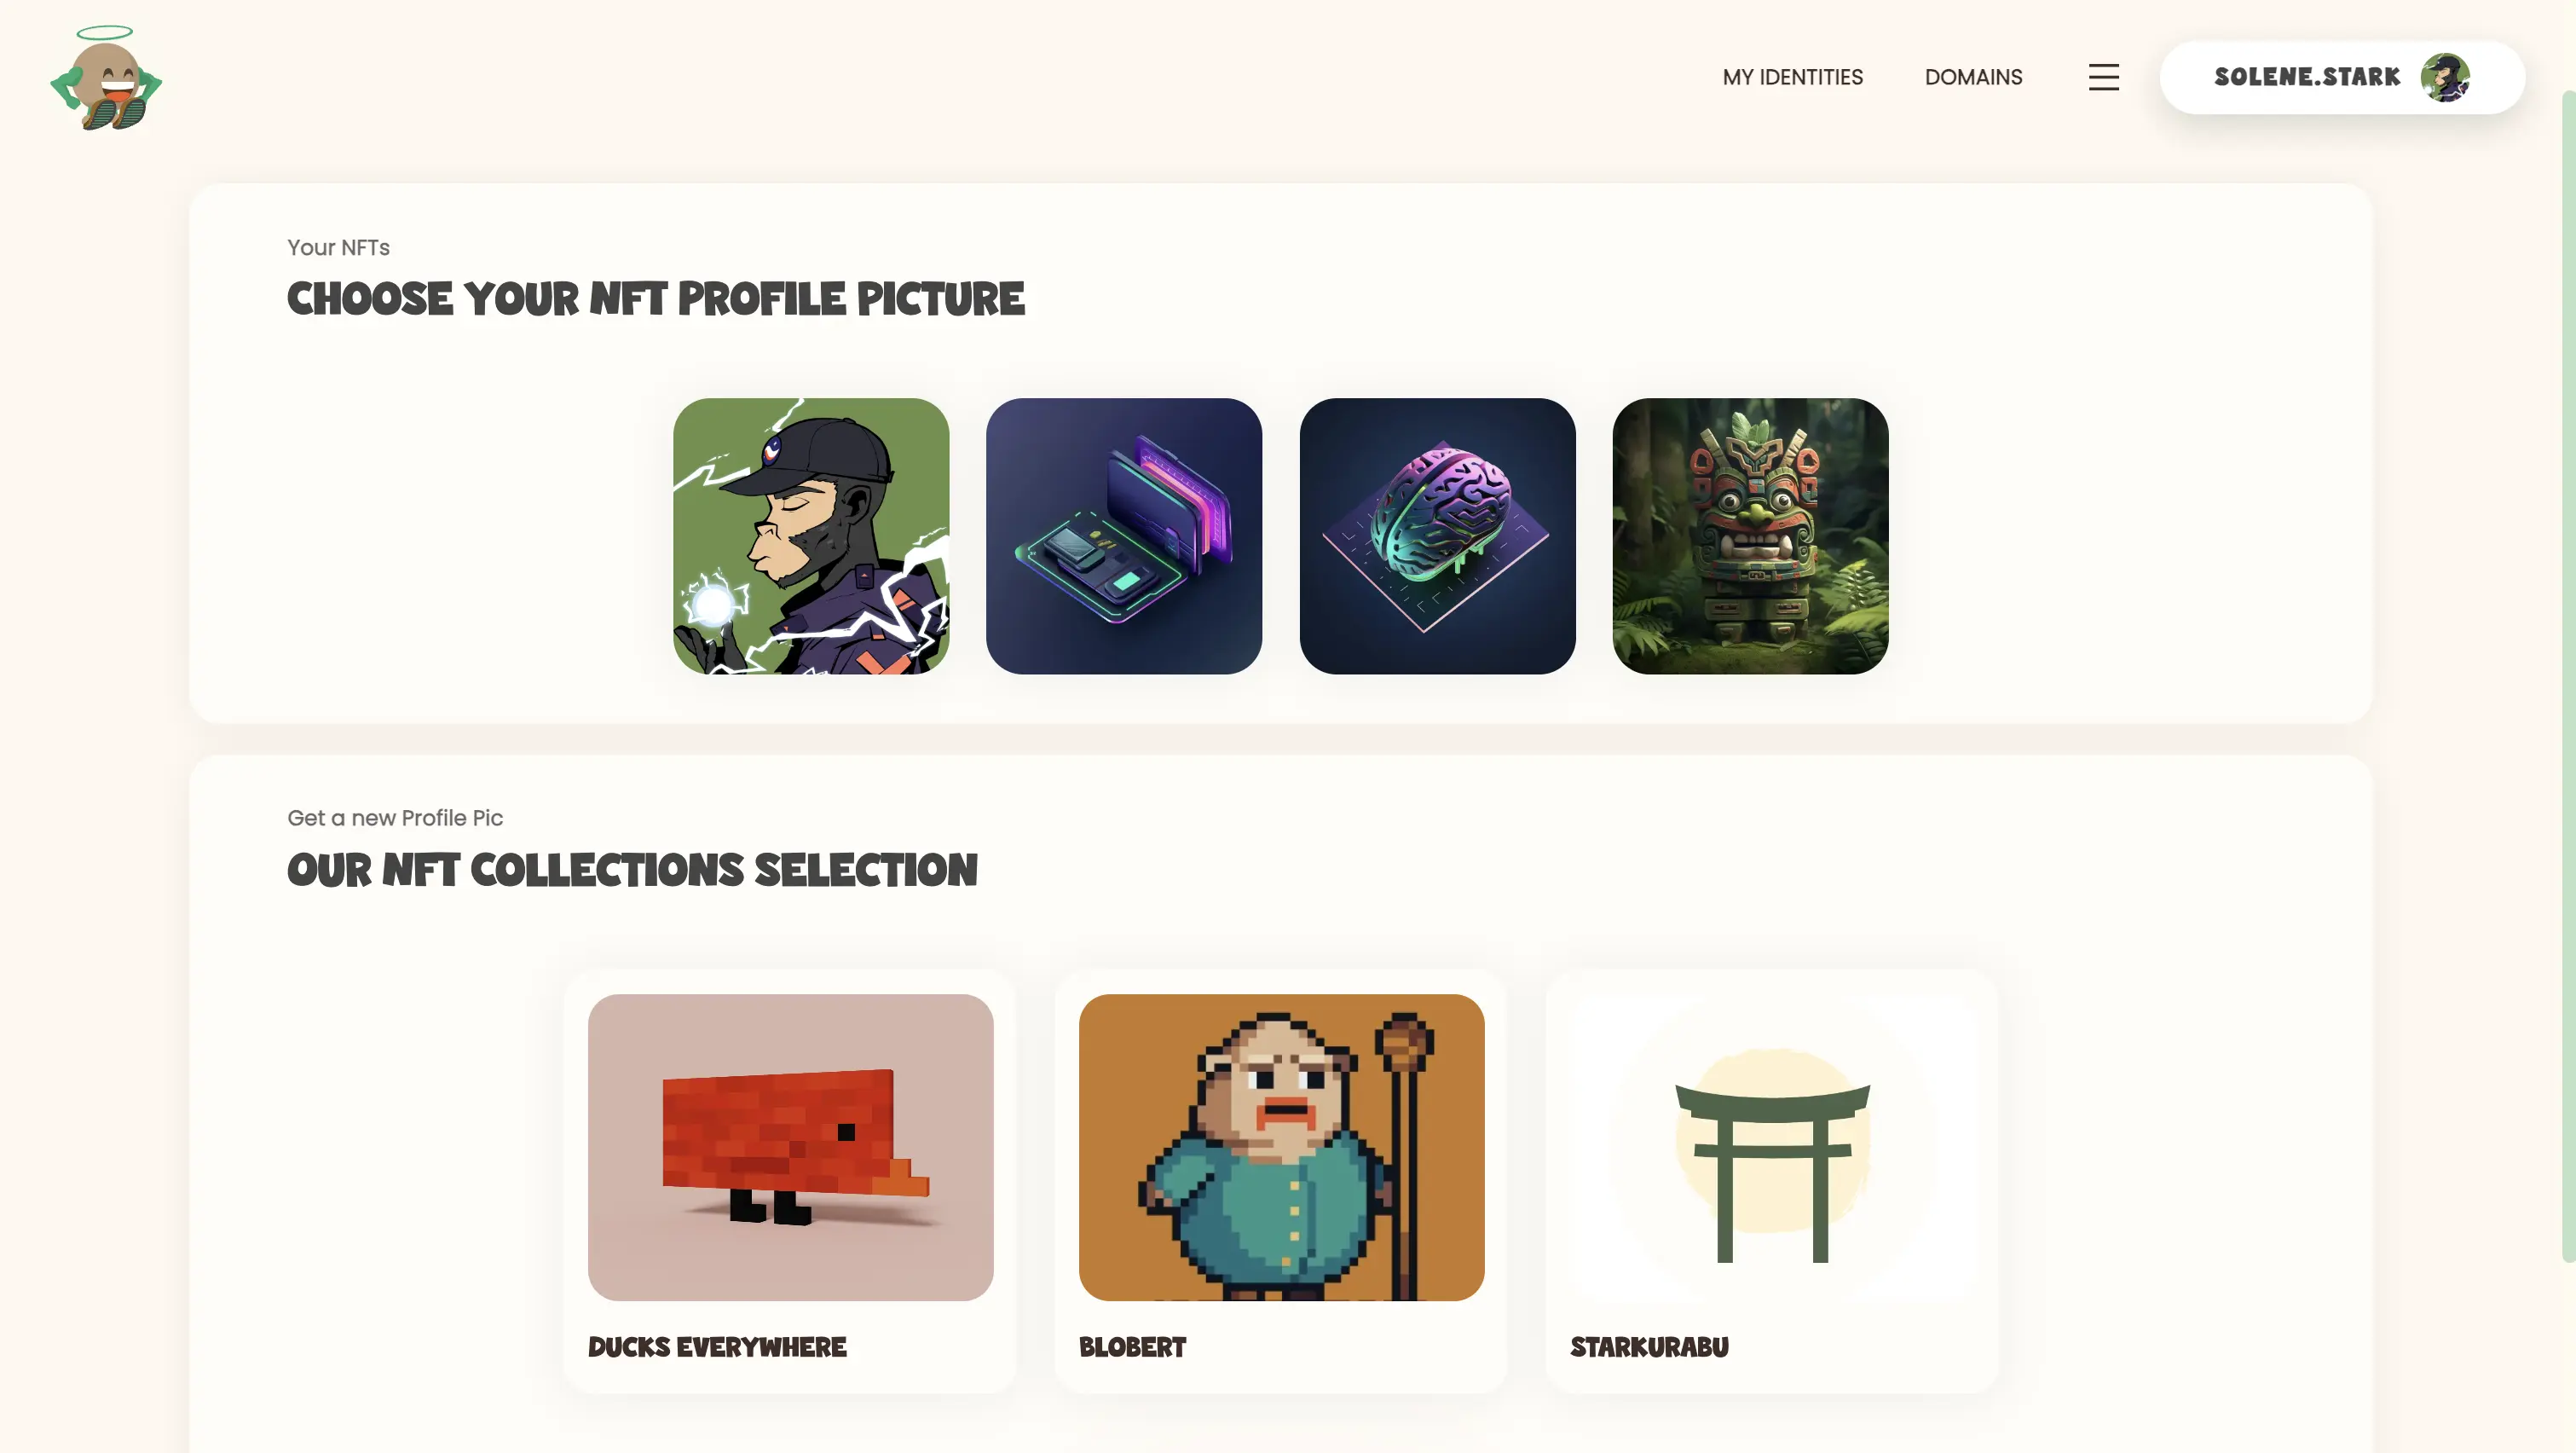 MY IDENTITIES
DOMAINS
SOLENE.STARK
Your NFTs
CHOOSE YOUR NFT PROFILE PICTURE
Get a new Profile Pic
OUR NFT COLLECTIONS SELECTION
DUCKS EVERYWHERE
BLOBERT
STARKURABU